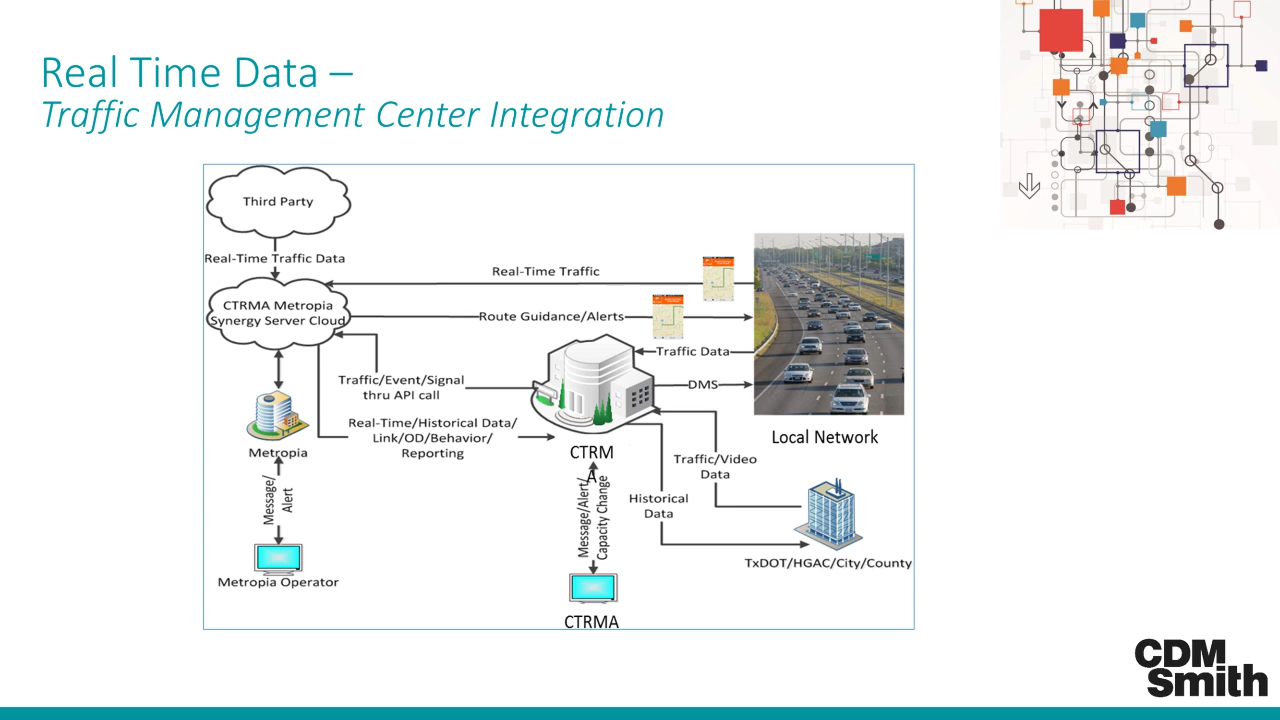 Real Time Data –
Traffic Management Center Integration
Third Party
Real-Time Traffic Data
CTRMA Metropia
Synergy Server Cloud
Real-Time Traffic
Route Guidance/Alerts
Traffic Data
DMS
Traffic/Event/Signal
thru API call
Real-Time/Historical Data/
Link/OD/Behavior/
Reporting
Local Network
Metropia
CTRM
A
Traffic/Video
Data
Historical
Data
Message/
Alert
Message/Alert/
Capacity Change
TxDOT/HGAC/City/County
Metropia Operator
CTRMA
CDM
Smith